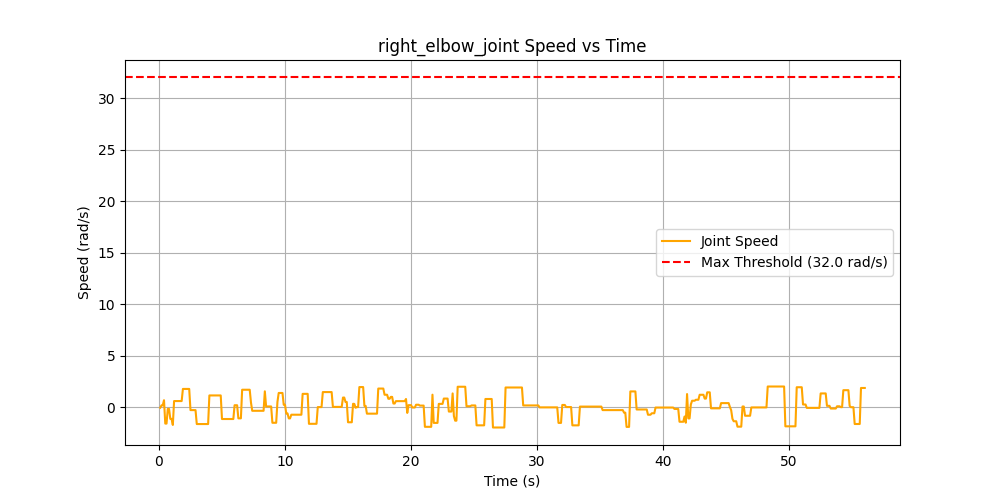 right_elbow_joint Speed vs Time
Speed (rad/s)
30
25
20
15
10
5
0
Joint Speed
Max Threshold (32.0 rad/s)
0 10 20 30 40 50
Time (s)